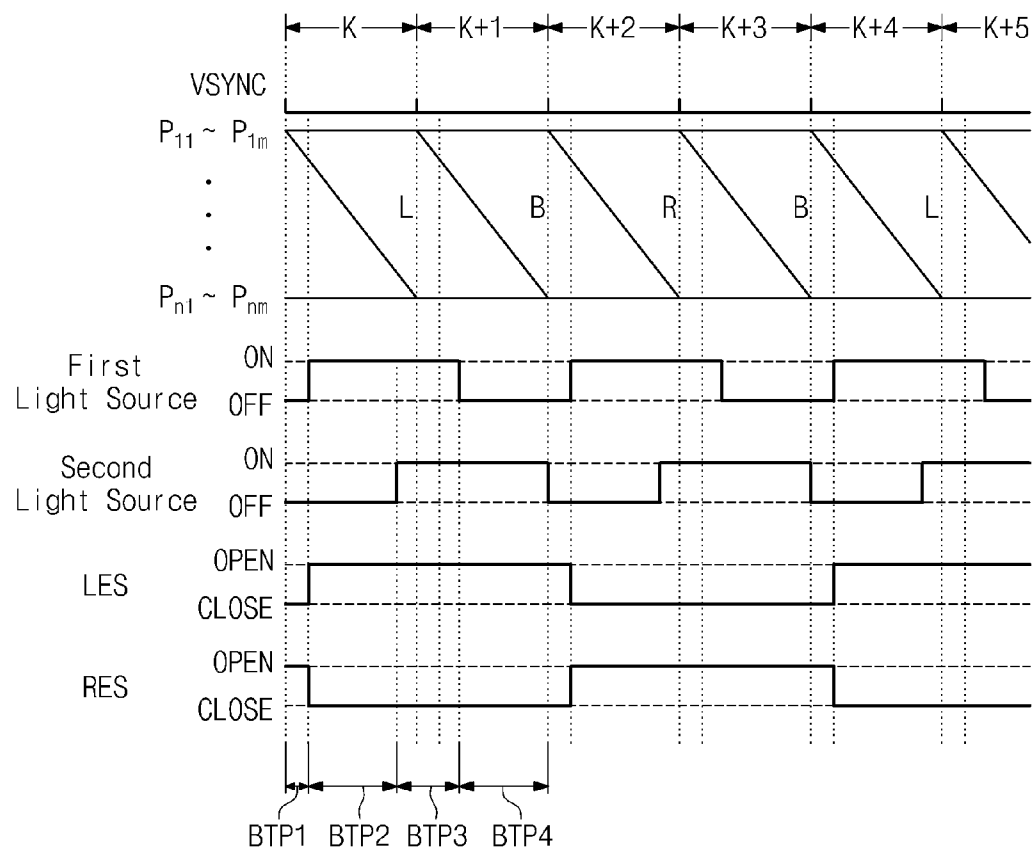 K K+1 K+2 K+3 K+4 K+5
VSYNC
P11 ~ P1m
L B R B L
Pn1 ~ Pnm
First
Light Source
ON
OFF
Second
Light Source
ON
OFF
LES
OPEN
CLOSE
RES
OPEN
CLOSE
BTP1 BTP2 BTP3 BTP4